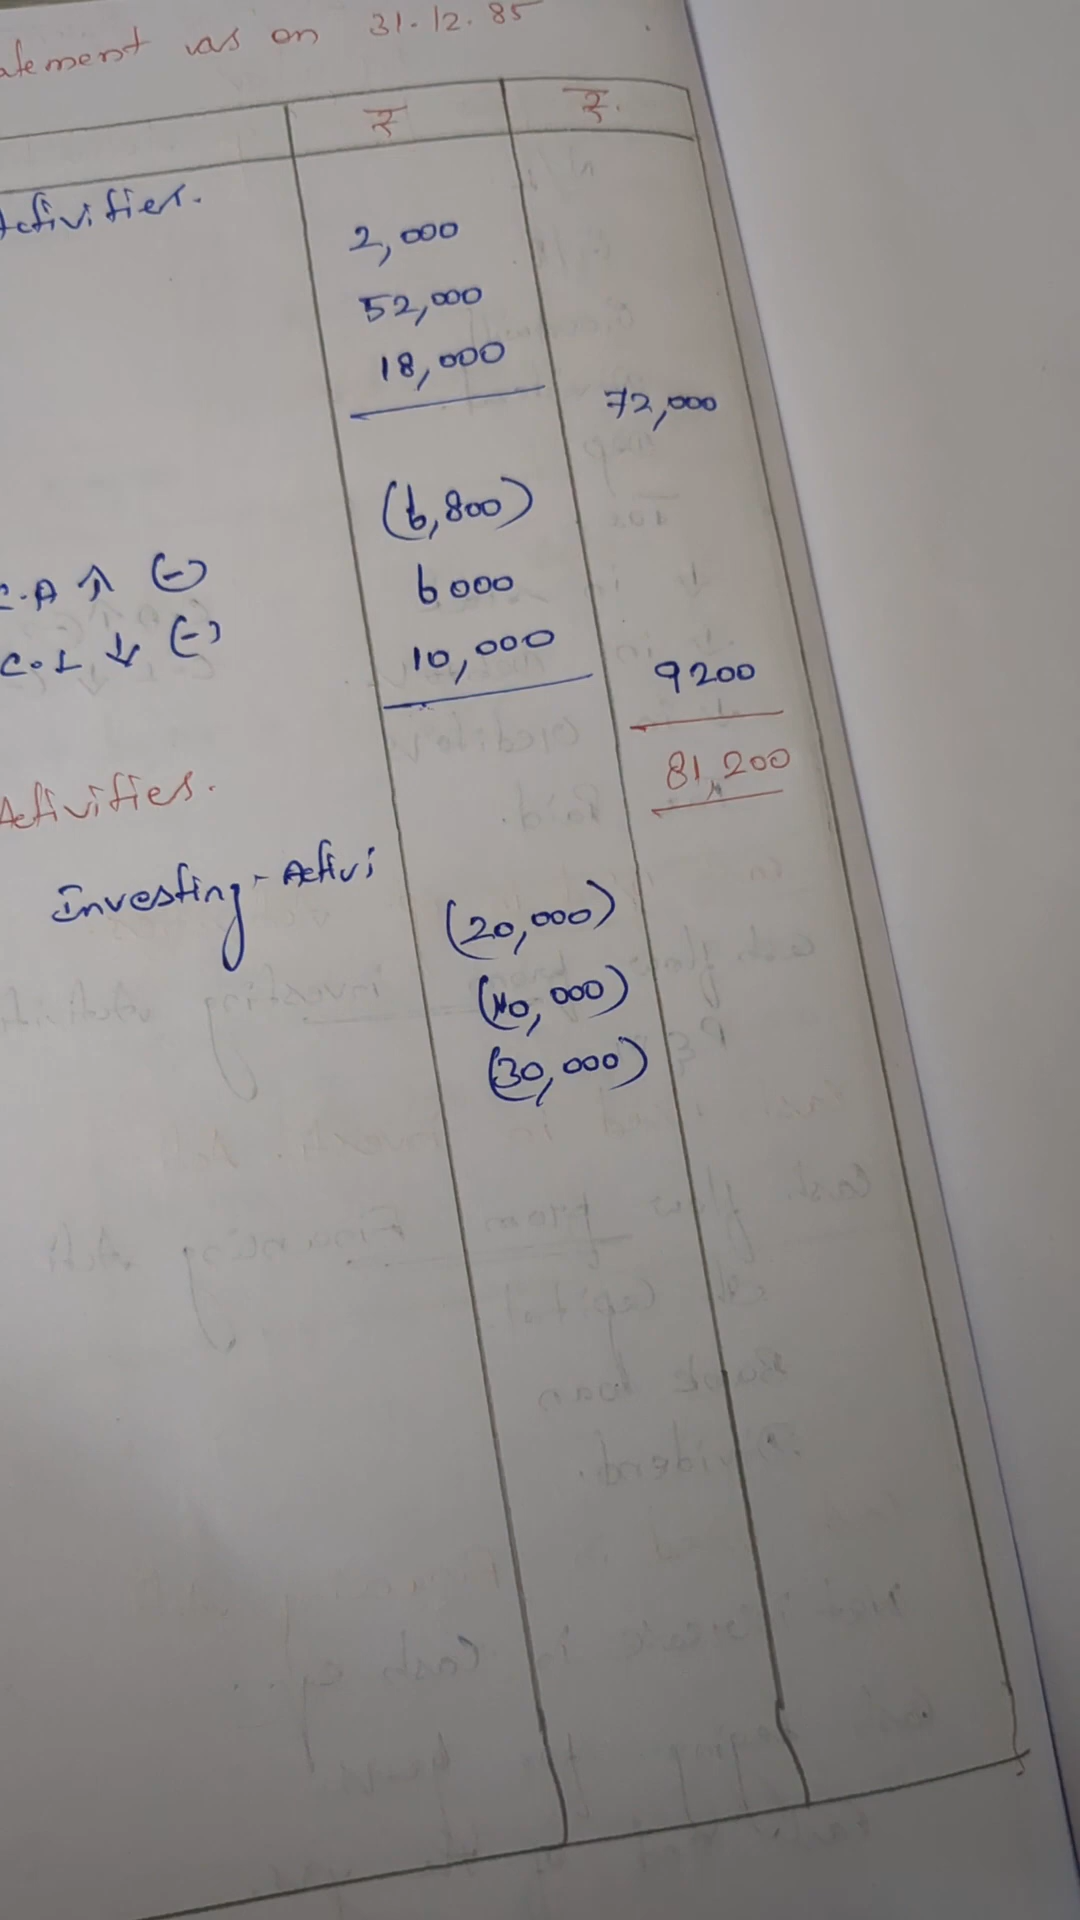 atement as on 31.12.85
₹ ₹.
Activities.
2,000
52,000
18,000
72,000
(6,800)
C.A ↑ (-) 6000
C.L ↓ (-) 10,000
9200
81,200
Activities.
Investing - Activi
(20,000)
(10,000)
(30,000)